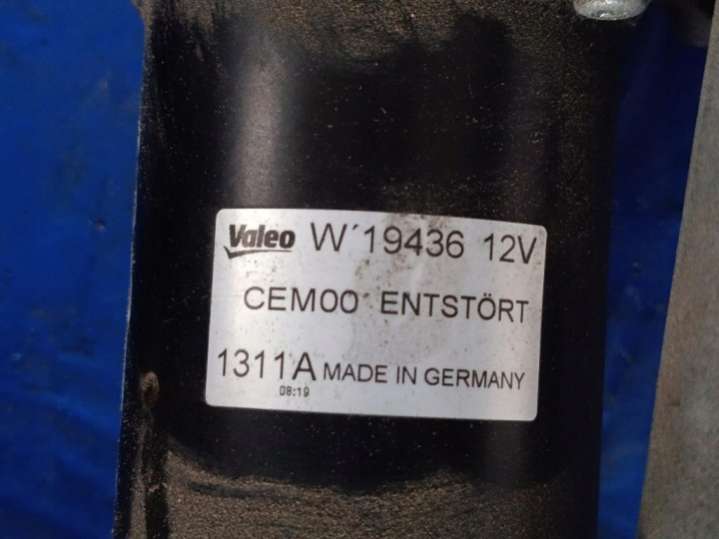 Valeo W´19436 12V
CEM00 ENTSTÖRT
1311A MADE IN GERMANY
08:19